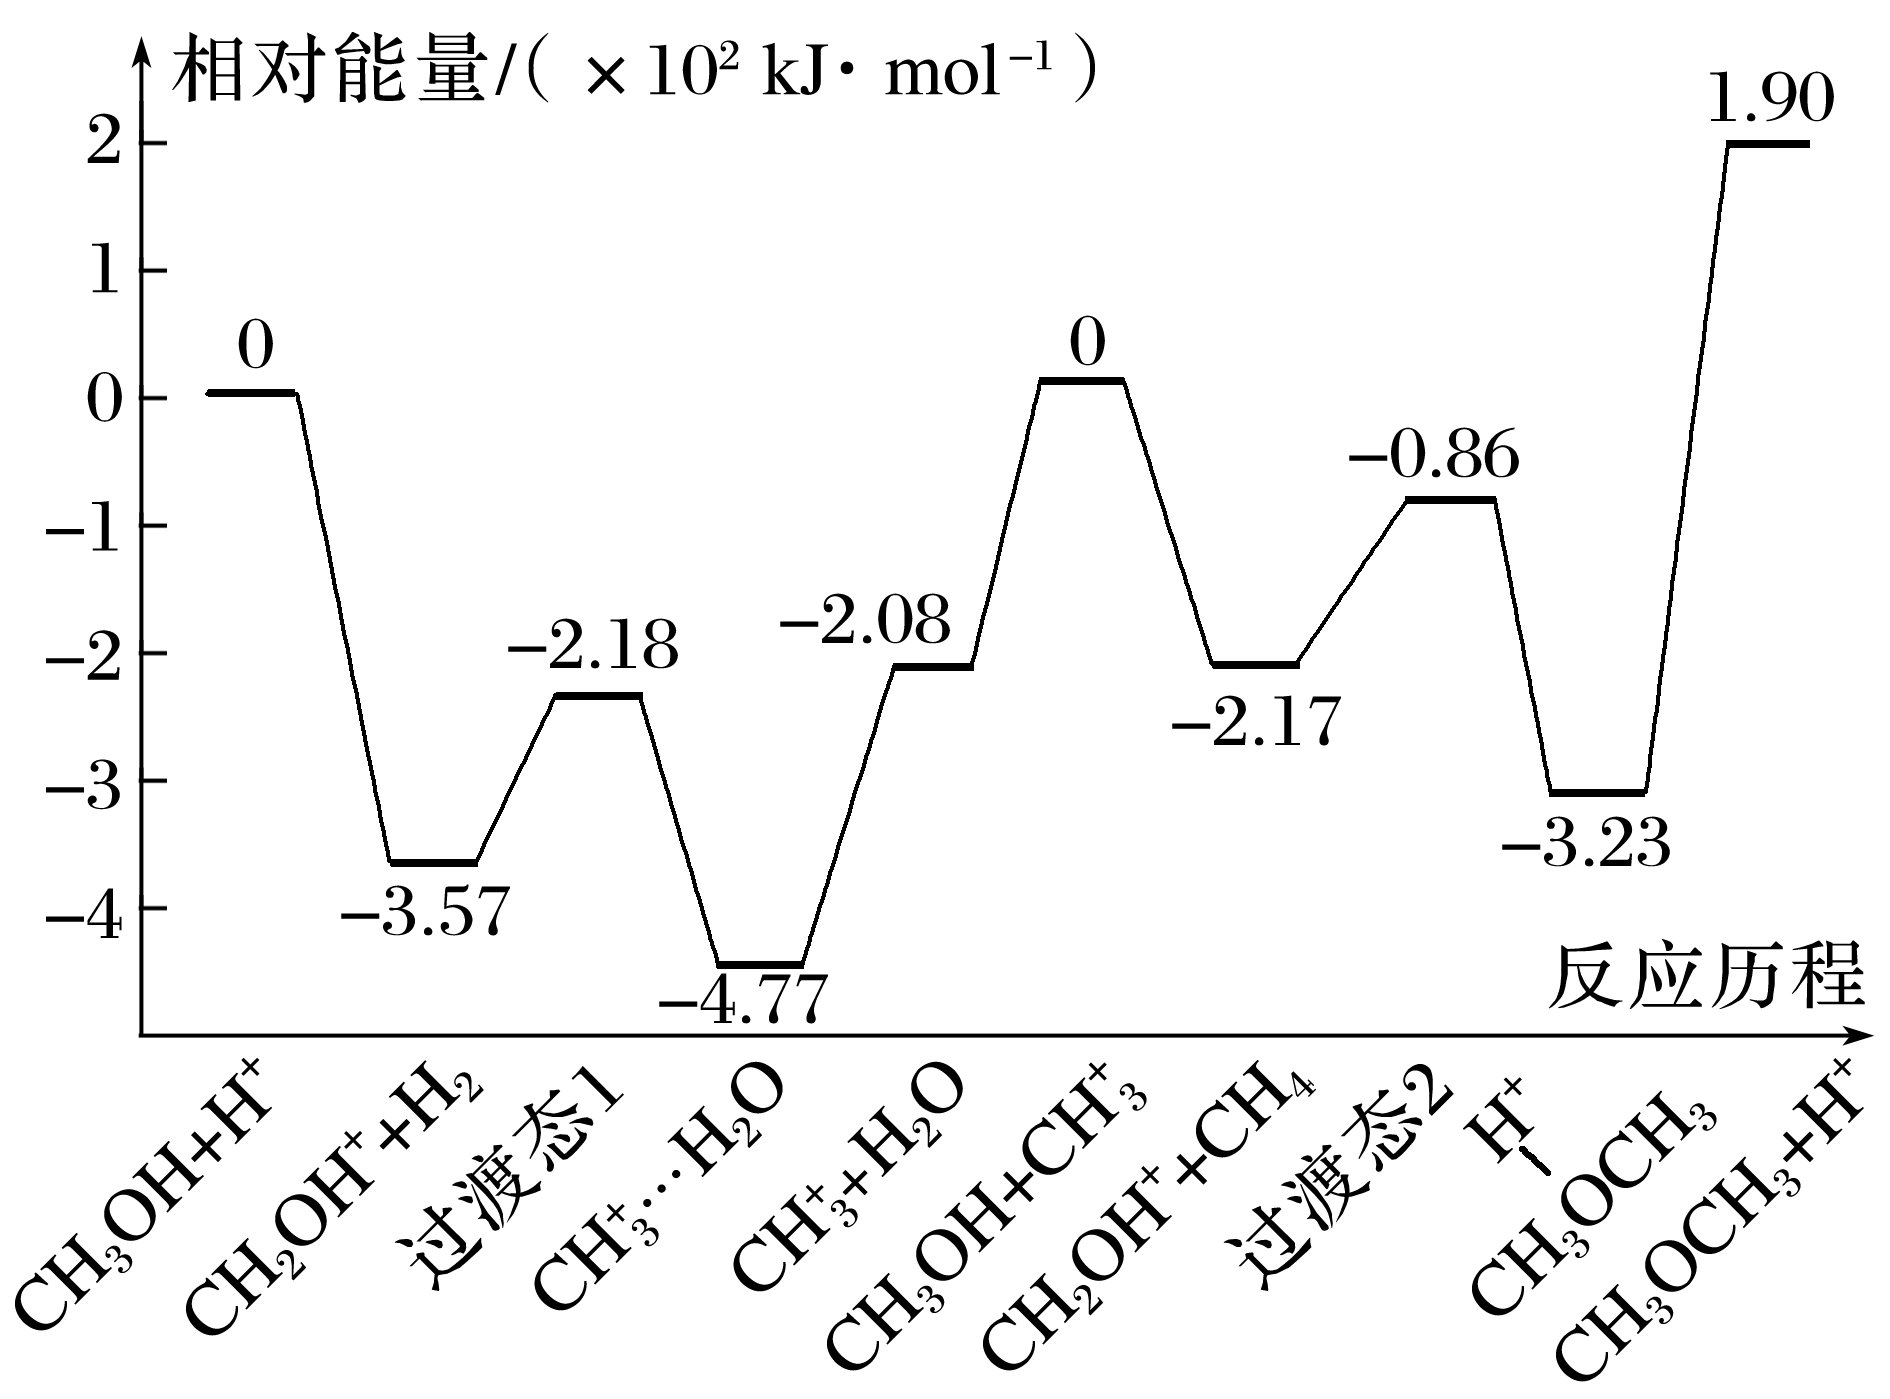 相对能量/( ×10² kJ· mol⁻¹ )
2
1
0
−1
−2
−3
−4
0
−3.57
−2.18
−4.77
−2.08
0
−2.17
−0.86
−3.23
1.90
反应历程
CH₃OH+H⁺
CH₂OH⁺+H₂
过渡态1
CH₃⁺···H₂O
CH₃⁺+H₂O
CH₃OH+CH₃⁺
CH₂OH⁺+CH₄
过渡态2
H⁺
CH₃OCH₃
CH₃OCH₃+H⁺